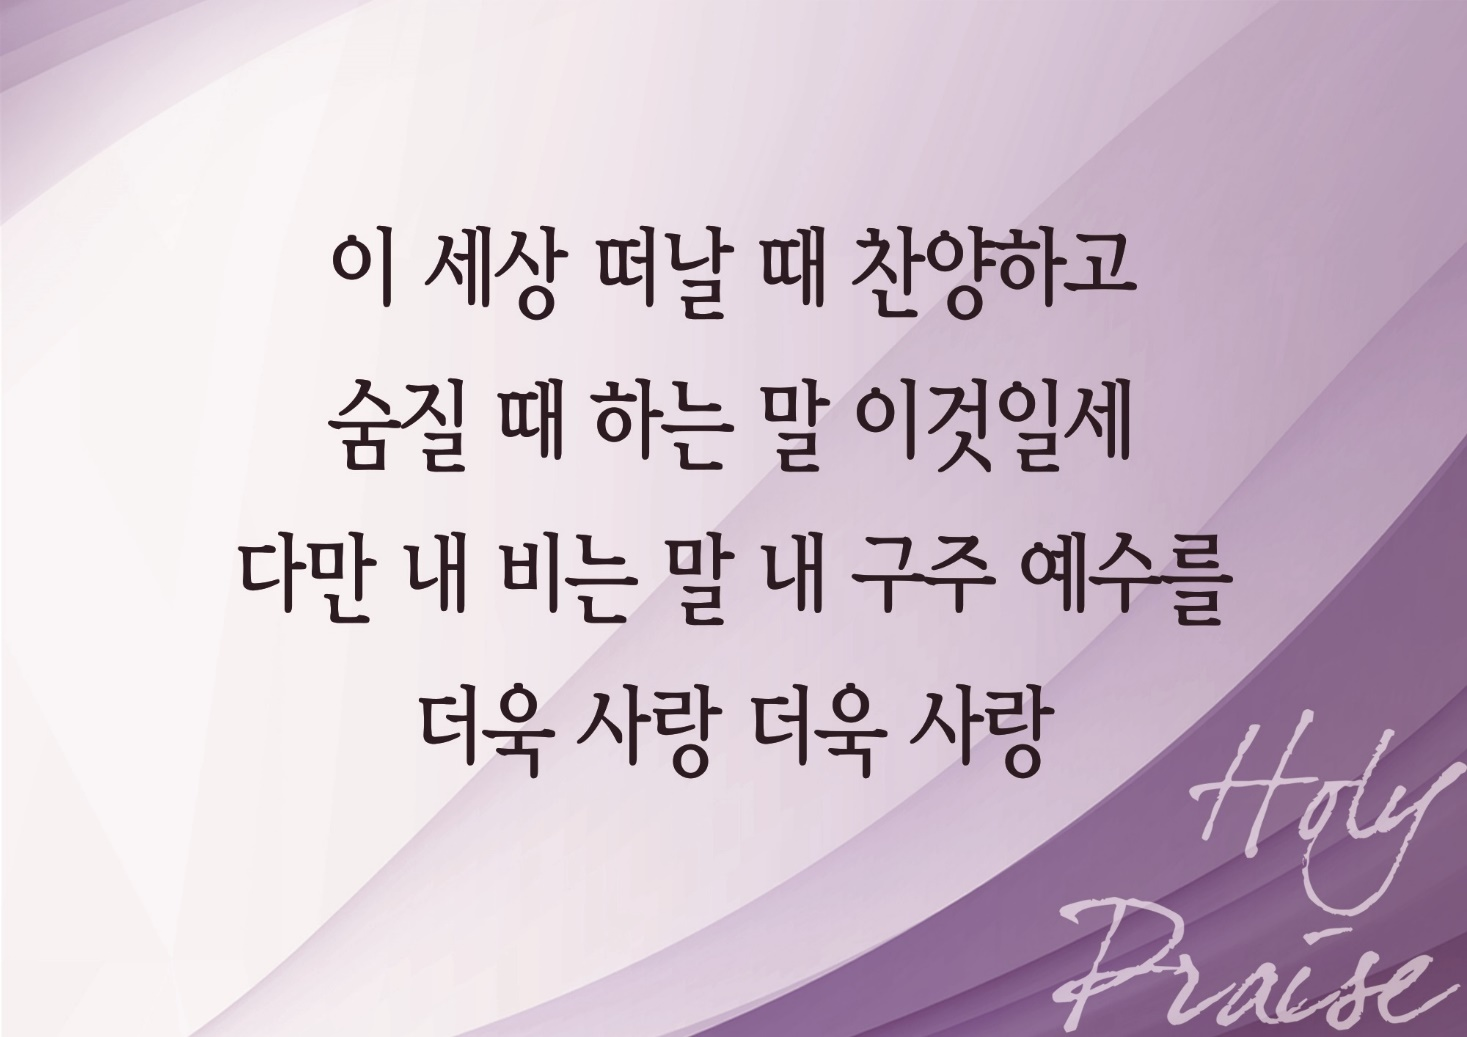 이 세상 떠날 때 찬양하고
숨질 때 하는 말 이것일세
다만 내 비는 말 내 구주 예수를
더욱 사랑 더욱 사랑
Holy
Praise